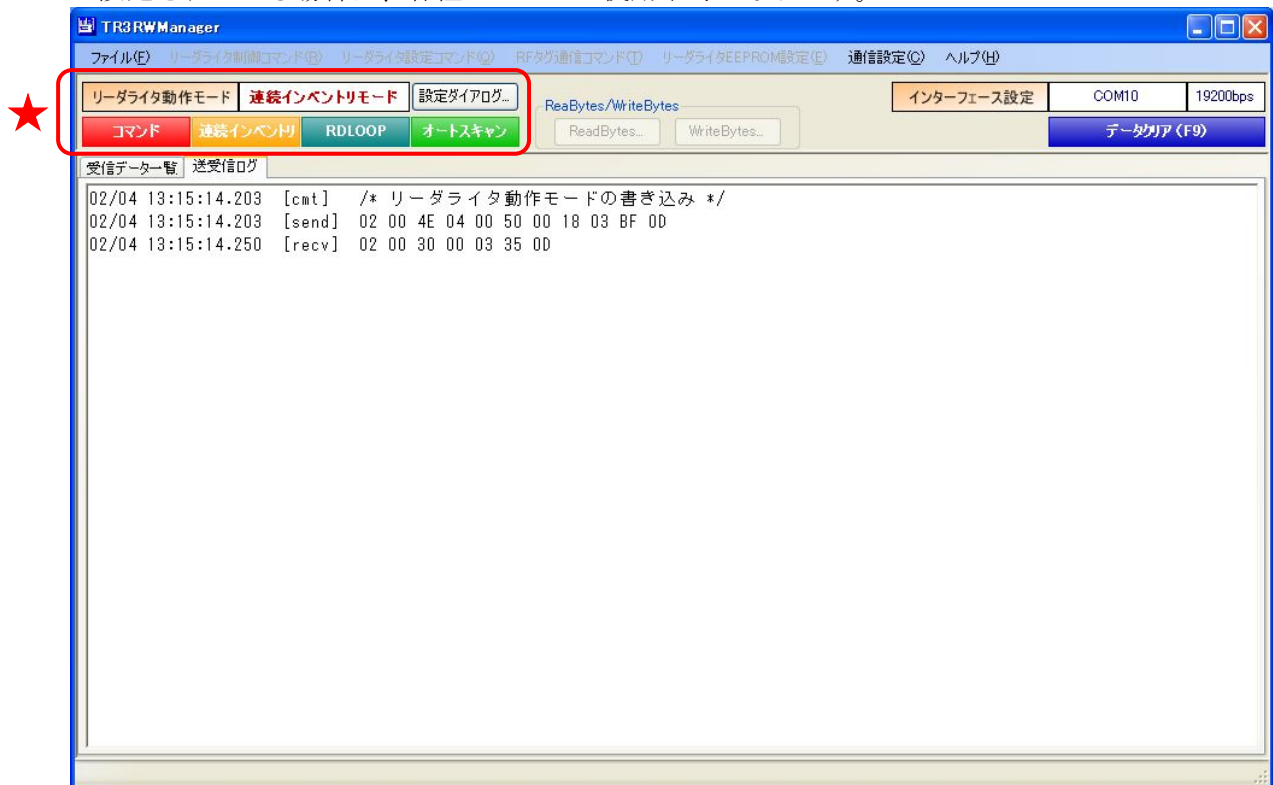 TR3RWManager
ファイル(F) リーダライタ制御コマンド(R) リーダライタ設定コマンド(Q) RFタグ通信コマンド(T) リーダライタEEPROM設定(E) 通信設定(C) ヘルプ(H)
リーダライタ動作モード 連続インベントリモード 設定ダイアログ... ReaBytes/WriteBytes インターフェース設定 COM10 19200bps
コマンド 連続インベントリ RDLOOP オートスキャン ReadBytes... WriteBytes... データクリア(F9)
受信データ一覧 送受信ログ
02/04 13:15:14.203 [cmt] /* リーダライタ動作モードの書き込み */
02/04 13:15:14.203 [send] 02 00 4E 04 00 50 00 18 03 BF 0D
02/04 13:15:14.250 [recv] 02 00 30 00 03 35 0D